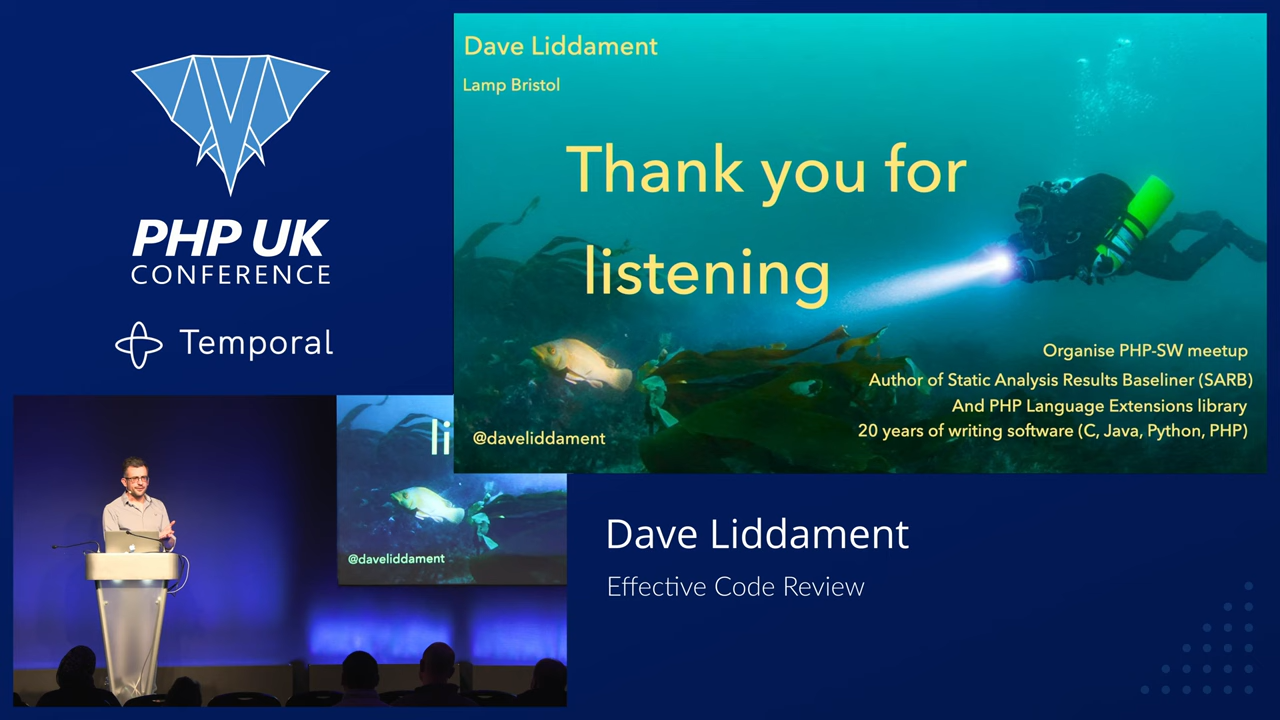 PHP UK
CONFERENCE
Temporal
Dave Liddament
Lamp Bristol
Thank you for
listening
Organise PHP-SW meetup
Author of Static Analysis Results Baseliner (SARB)
And PHP Language Extensions library
20 years of writing software (C, Java, Python, PHP)
@daveliddament
li
@daveliddament
Dave Liddament
Effective Code Review